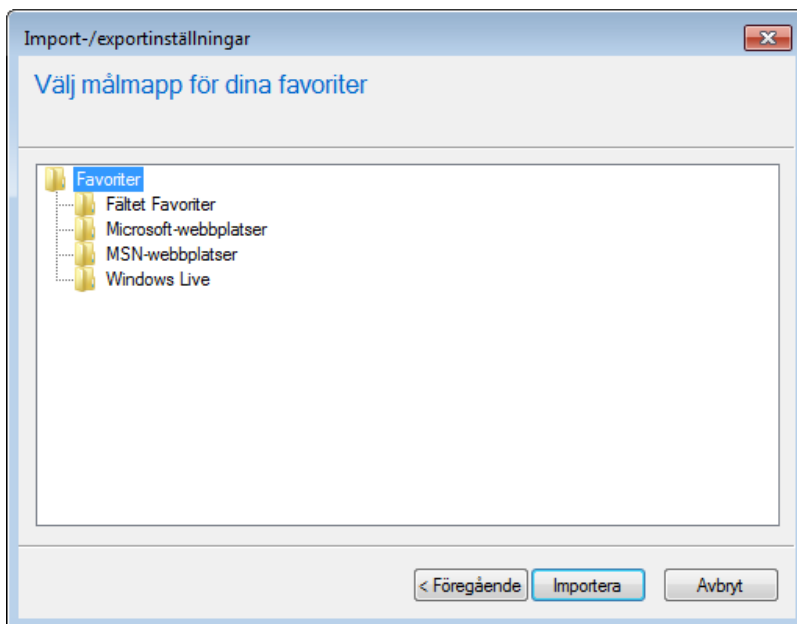 Import-/exportinställningar
Välj målmapp för dina favoriter
Favoriter
Fältet Favoriter
Microsoft-webbplatser
MSN-webbplatser
Windows Live
< Föregående Importera Avbryt